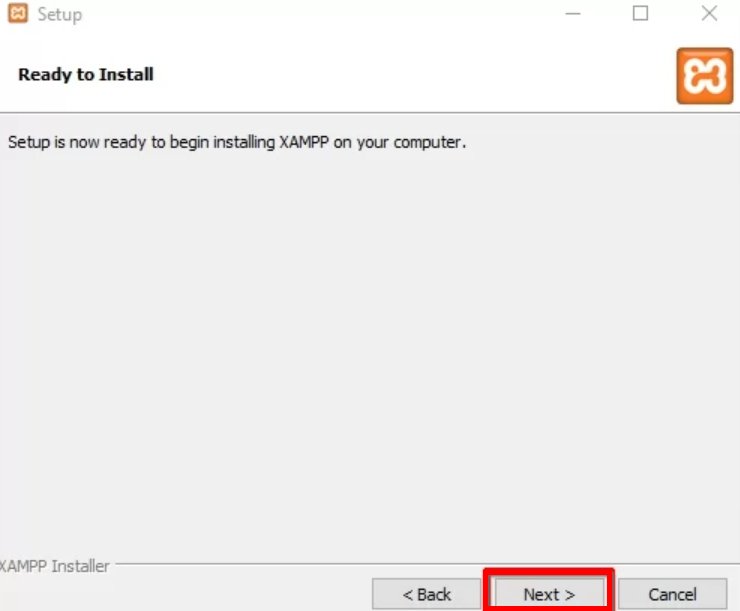 Setup
Ready to Install
Setup is now ready to begin installing XAMPP on your computer.
XAMPP Installer
< Back Next > Cancel